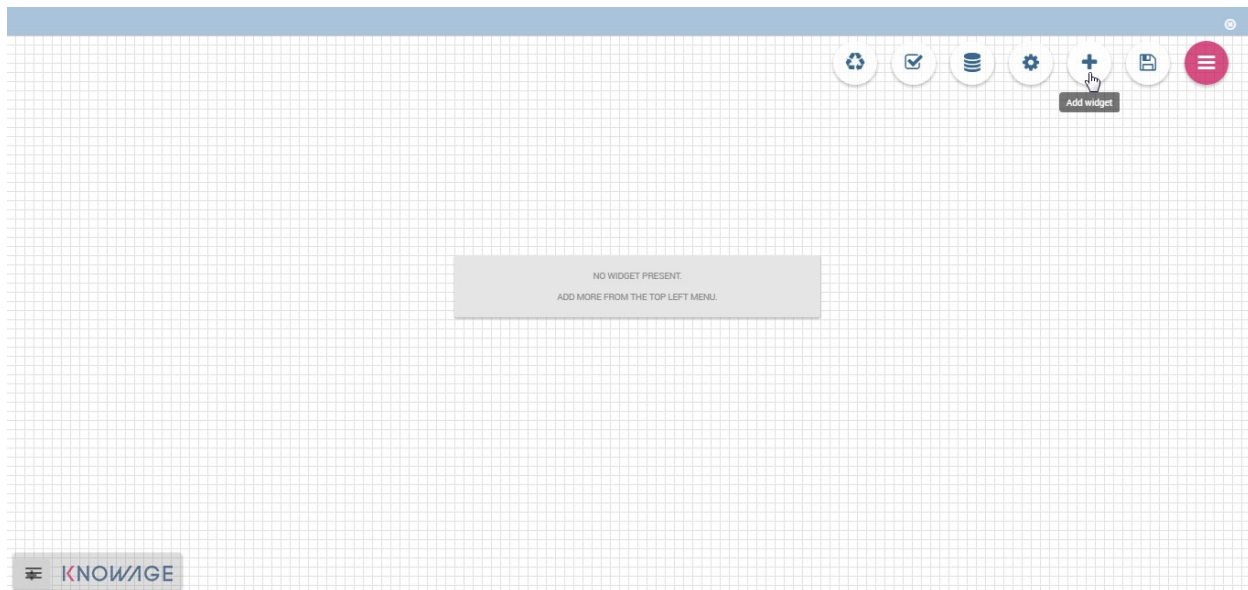 Add widget
NO WIDGET PRESENT.
ADD MORE FROM THE TOP LEFT MENU.
KNOWAGE